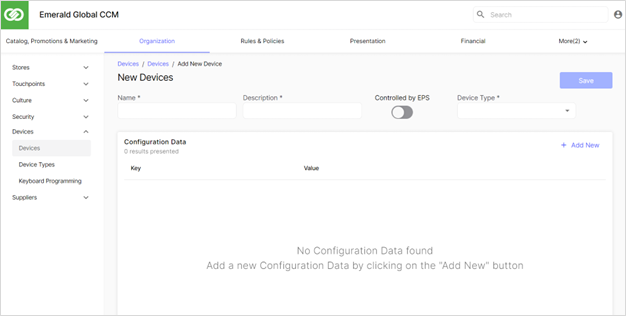 Emerald Global CCM
Search
Catalog, Promotions & Marketing
Organization
Rules & Policies
Presentation
Financial
More(2)
Stores
Touchpoints
Culture
Security
Devices
Devices
Device Types
Keyboard Programming
Suppliers
Devices / Devices / Add New Device
New Devices
Save
Name *
Description *
Controlled by EPS
Device Type *
Configuration Data
0 results presented
+ Add New
Key
Value
No Configuration Data found
Add a new Configuration Data by clicking on the "Add New" button